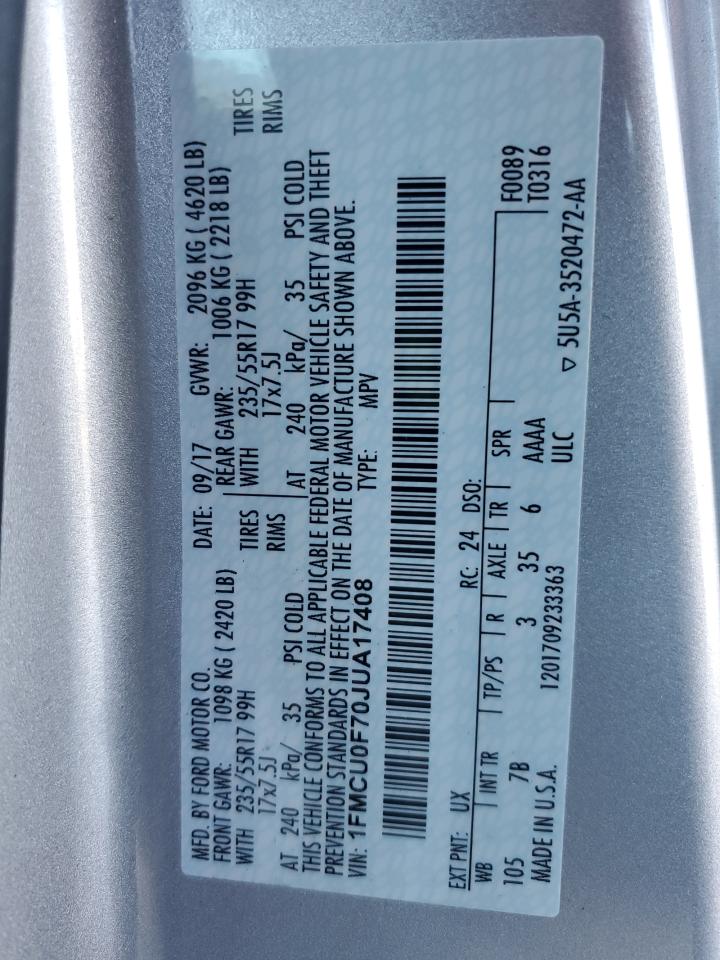 MFD. BY FORD MOTOR CO.
DATE: 09/17 GVWR: 2096 KG ( 4620 LB)
FRONT GAWR: 1098 KG ( 2420 LB)
REAR GAWR: 1006 KG ( 2218 LB)
WITH 235/55R17 99H TIRES
WITH 235/55R17 99H TIRES
17x7.5J RIMS
17x7.5J RIMS
AT 240 kPa/ 35 PSI COLD
AT 240 kPa/ 35 PSI COLD
THIS VEHICLE CONFORMS TO ALL APPLICABLE FEDERAL MOTOR VEHICLE SAFETY AND THEFT
PREVENTION STANDARDS IN EFFECT ON THE DATE OF MANUFACTURE SHOWN ABOVE.
VIN: 1FMCU0F70JUA17408 TYPE: MPV
EXT PNT: UX RC: 24 DSO:
WB INT TR TP/PS R AXLE TR SPR F0089
105 7B 3 35 6 AAAA T0316
MADE IN U.S.A. 1201709233363 ULC ▽ 5U5A-3520472-AA